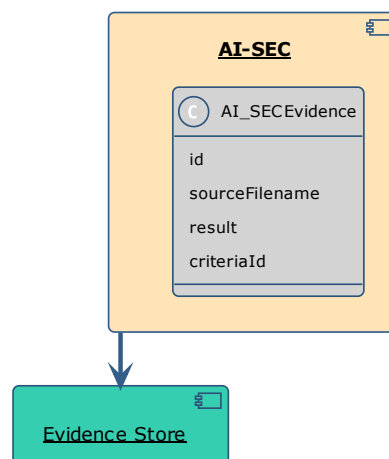 AI-SEC
C AI_SECEvidence
id
sourceFilename
result
criteriaId
Evidence Store